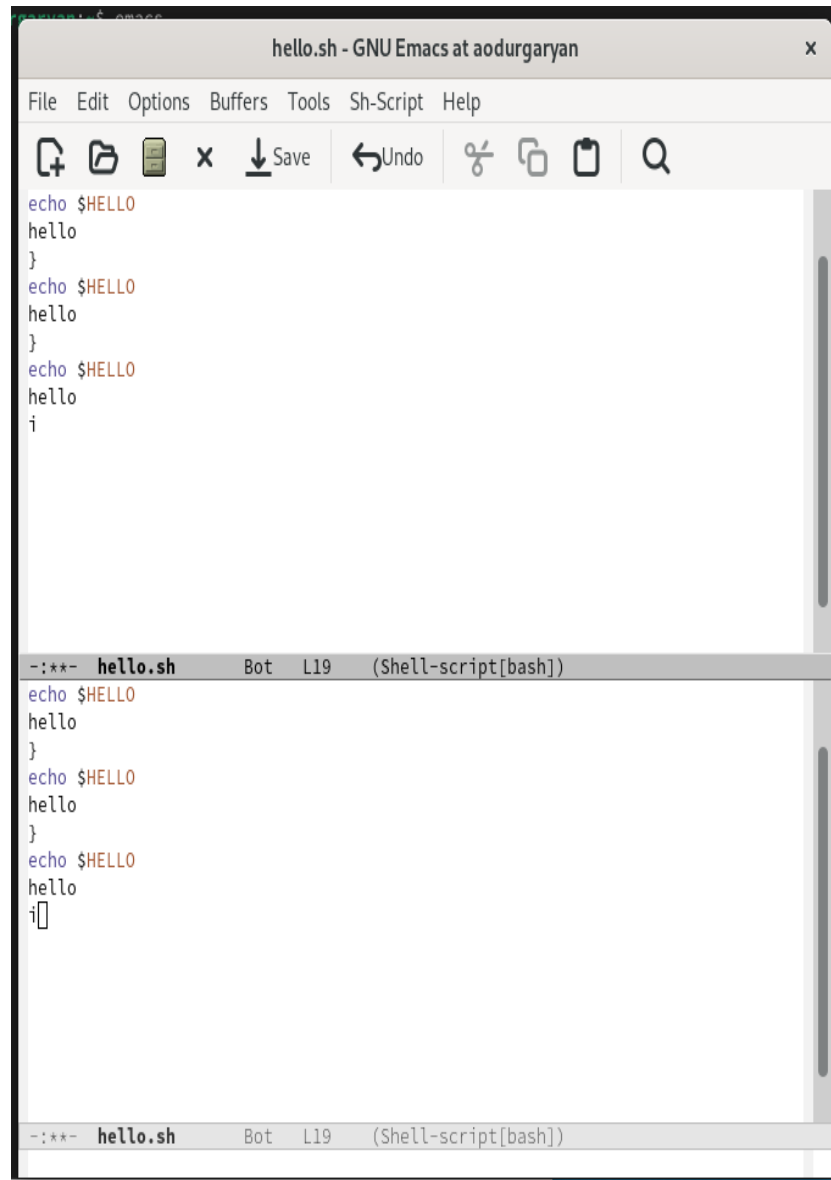 hello.sh - GNU Emacs at aodurgaryan x
File Edit Options Buffers Tools Sh-Script Help
Save Undo
echo $HELLO
hello
}
echo $HELLO
hello
}
echo $HELLO
hello
i
-:**- hello.sh Bot L19 (Shell-script[bash])
echo $HELLO
hello
}
echo $HELLO
hello
}
echo $HELLO
hello
i
-:**- hello.sh Bot L19 (Shell-script[bash])